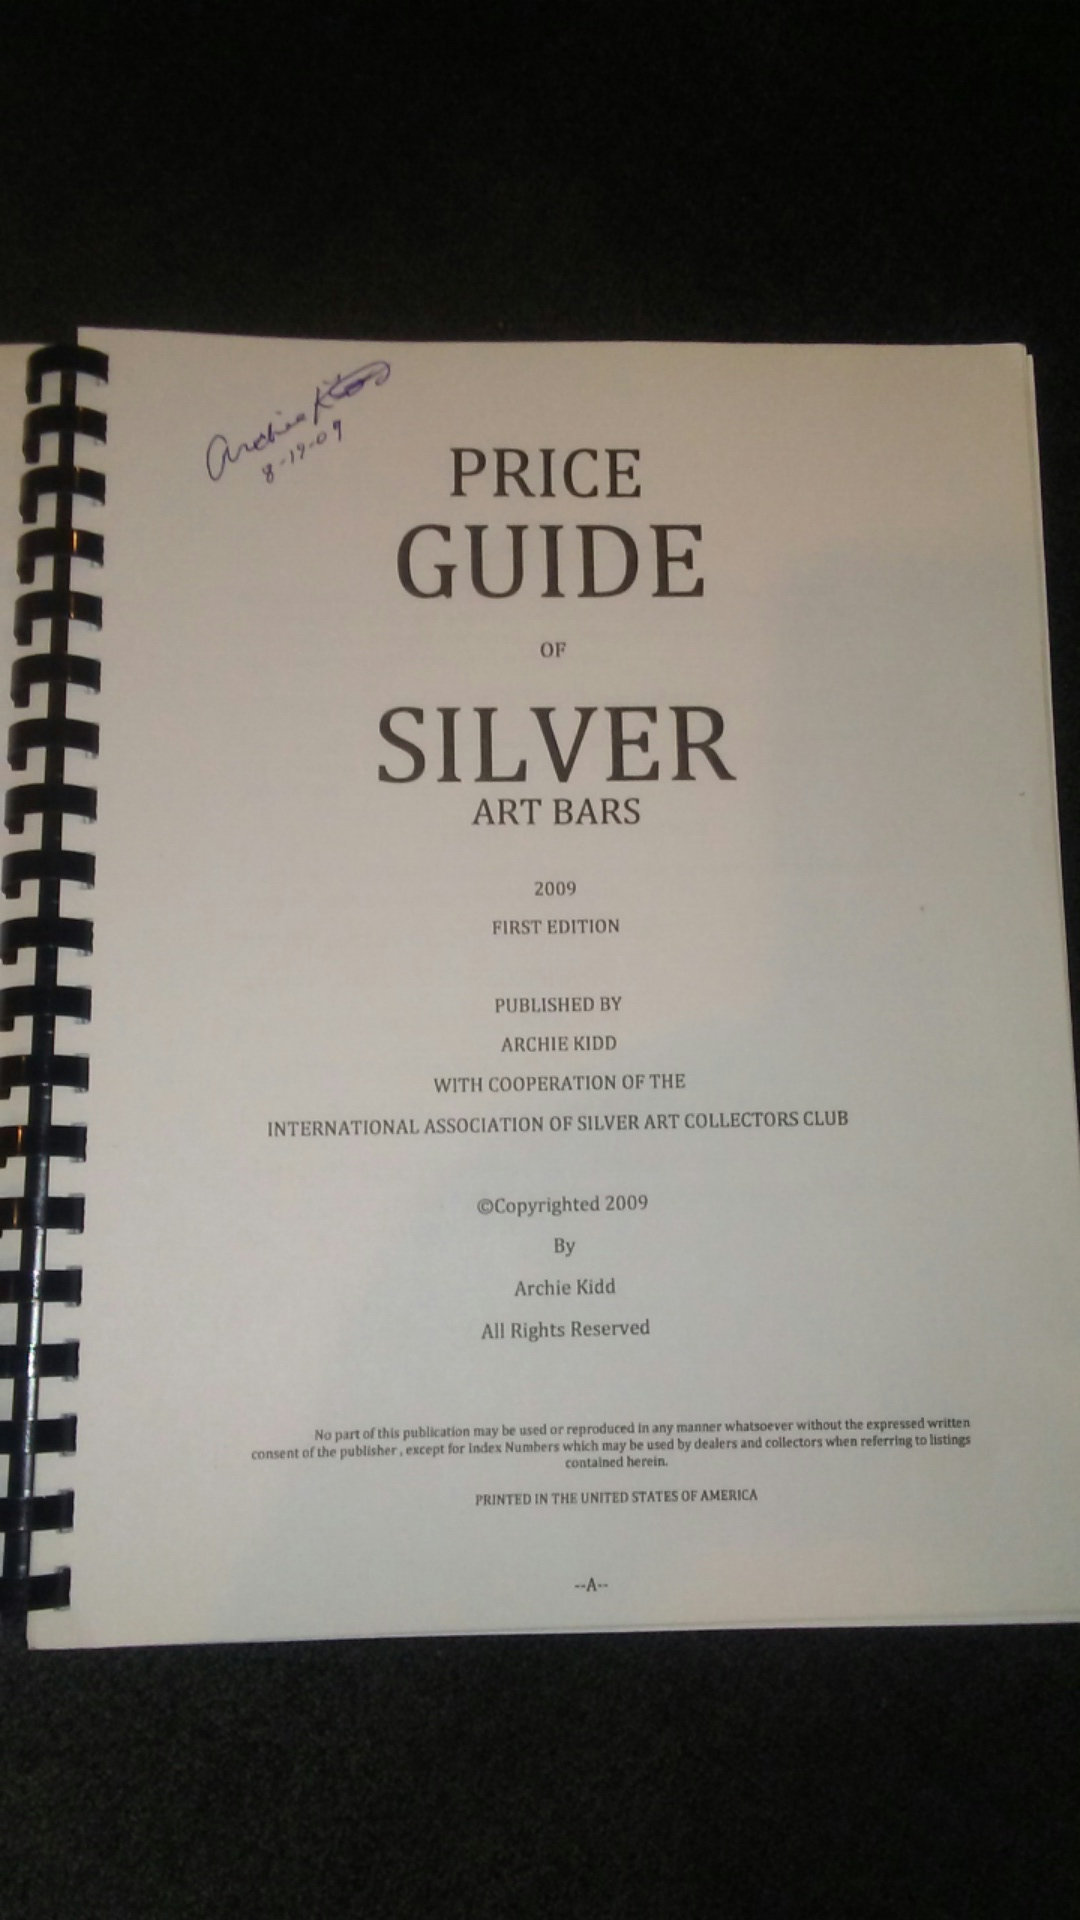 Archie Kidd
8-19-09
PRICE
GUIDE
OF
SILVER
ART BARS
2009
FIRST EDITION
PUBLISHED BY
ARCHIE KIDD
WITH COOPERATION OF THE
INTERNATIONAL ASSOCIATION OF SILVER ART COLLECTORS CLUB
©Copyrighted 2009
By
Archie Kidd
All Rights Reserved
No part of this publication may be used or reproduced in any manner whatsoever without the expressed written
consent of the publisher , except for Index Numbers which may be used by dealers and collectors when referring to listings
contained herein.
PRINTED IN THE UNITED STATES OF AMERICA
--A--